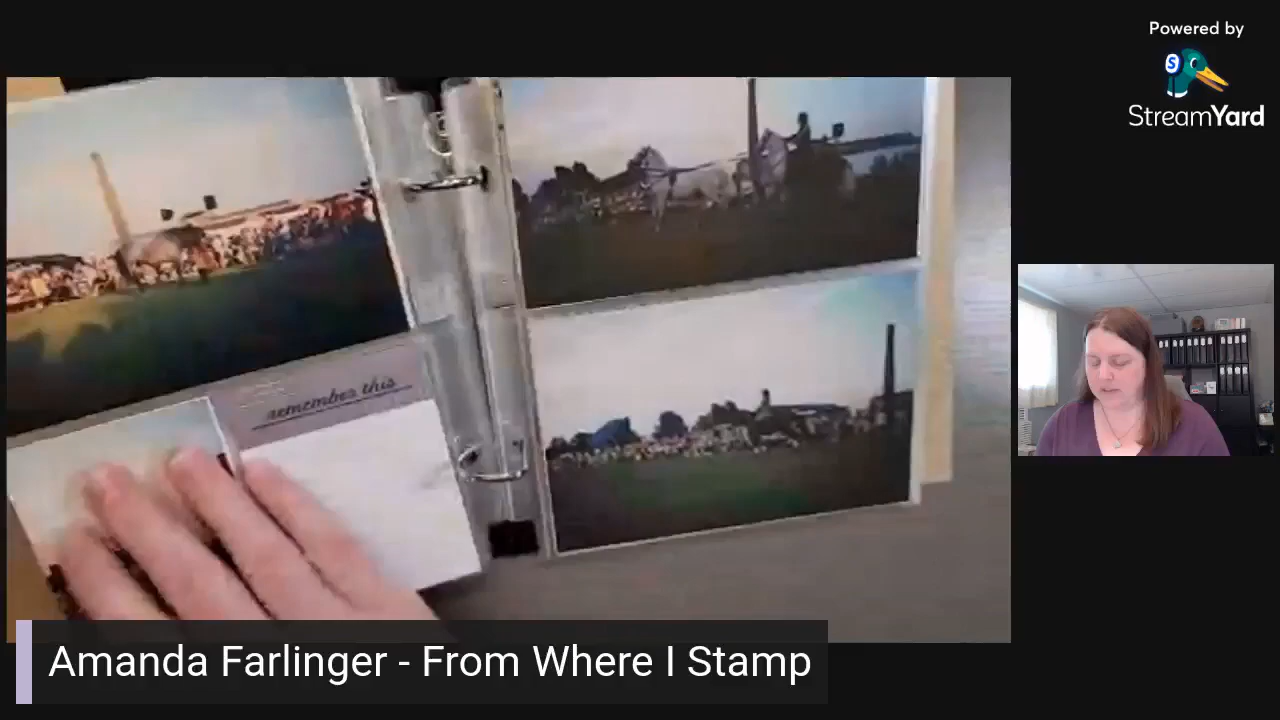 Powered by
StreamYard
remember this
Amanda Farlinger - From Where I Stamp